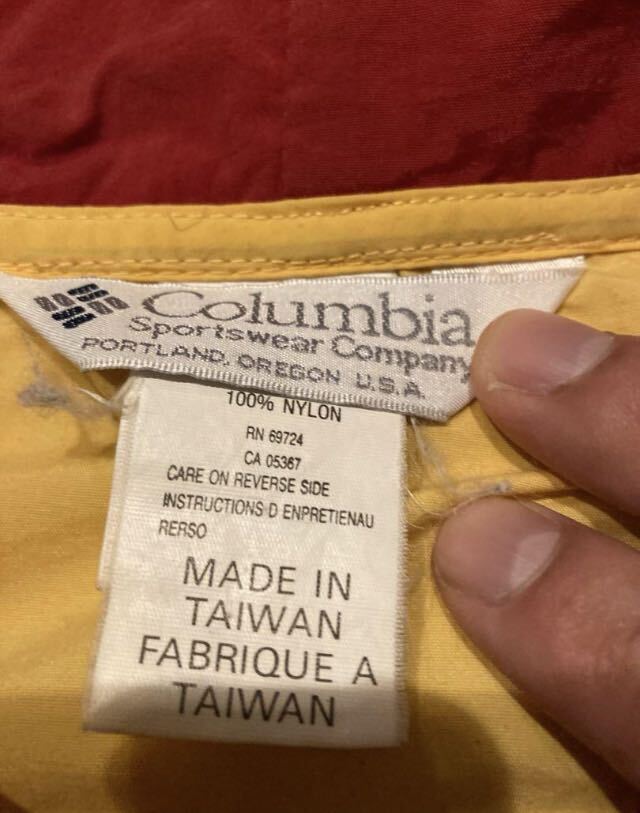 Columbia
Sportswear Company
PORTLAND, OREGON U.S.A.
100% NYLON
RN 69724
CA 05367
CARE ON REVERSE SIDE
INSTRUCTIONS D ENPRETIENAU
RERSO
MADE IN
TAIWAN
FABRIQUE A
TAIWAN